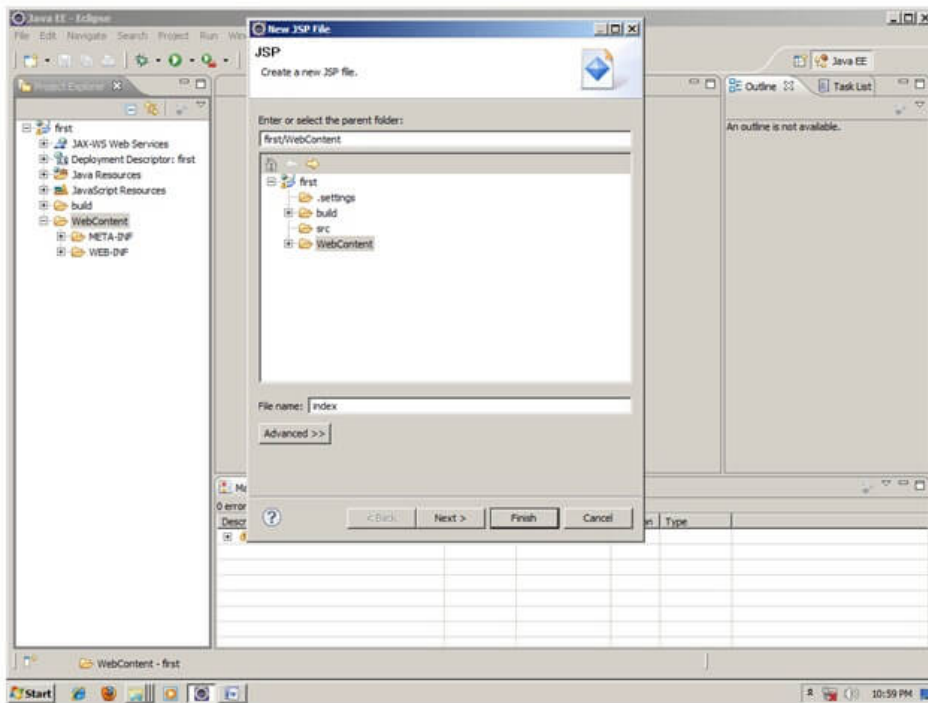 Java EE - Eclipse
File Edit Navigate Search Project Run
Project Explorer
first
JAX-WS Web Services
Deployment Descriptor: first
Java Resources
JavaScript Resources
build
WebContent
META-INF
WEB-INF
New JSP File
JSP
Create a new JSP file.
Enter or select the parent folder:
first/WebContent
first
.settings
build
src
WebContent
File name: index
Advanced >>
< Back Next > Finish Cancel
Java EE
Outline Task List
An outline is not available.
0 error
Type
WebContent - first
Start 10:59 PM